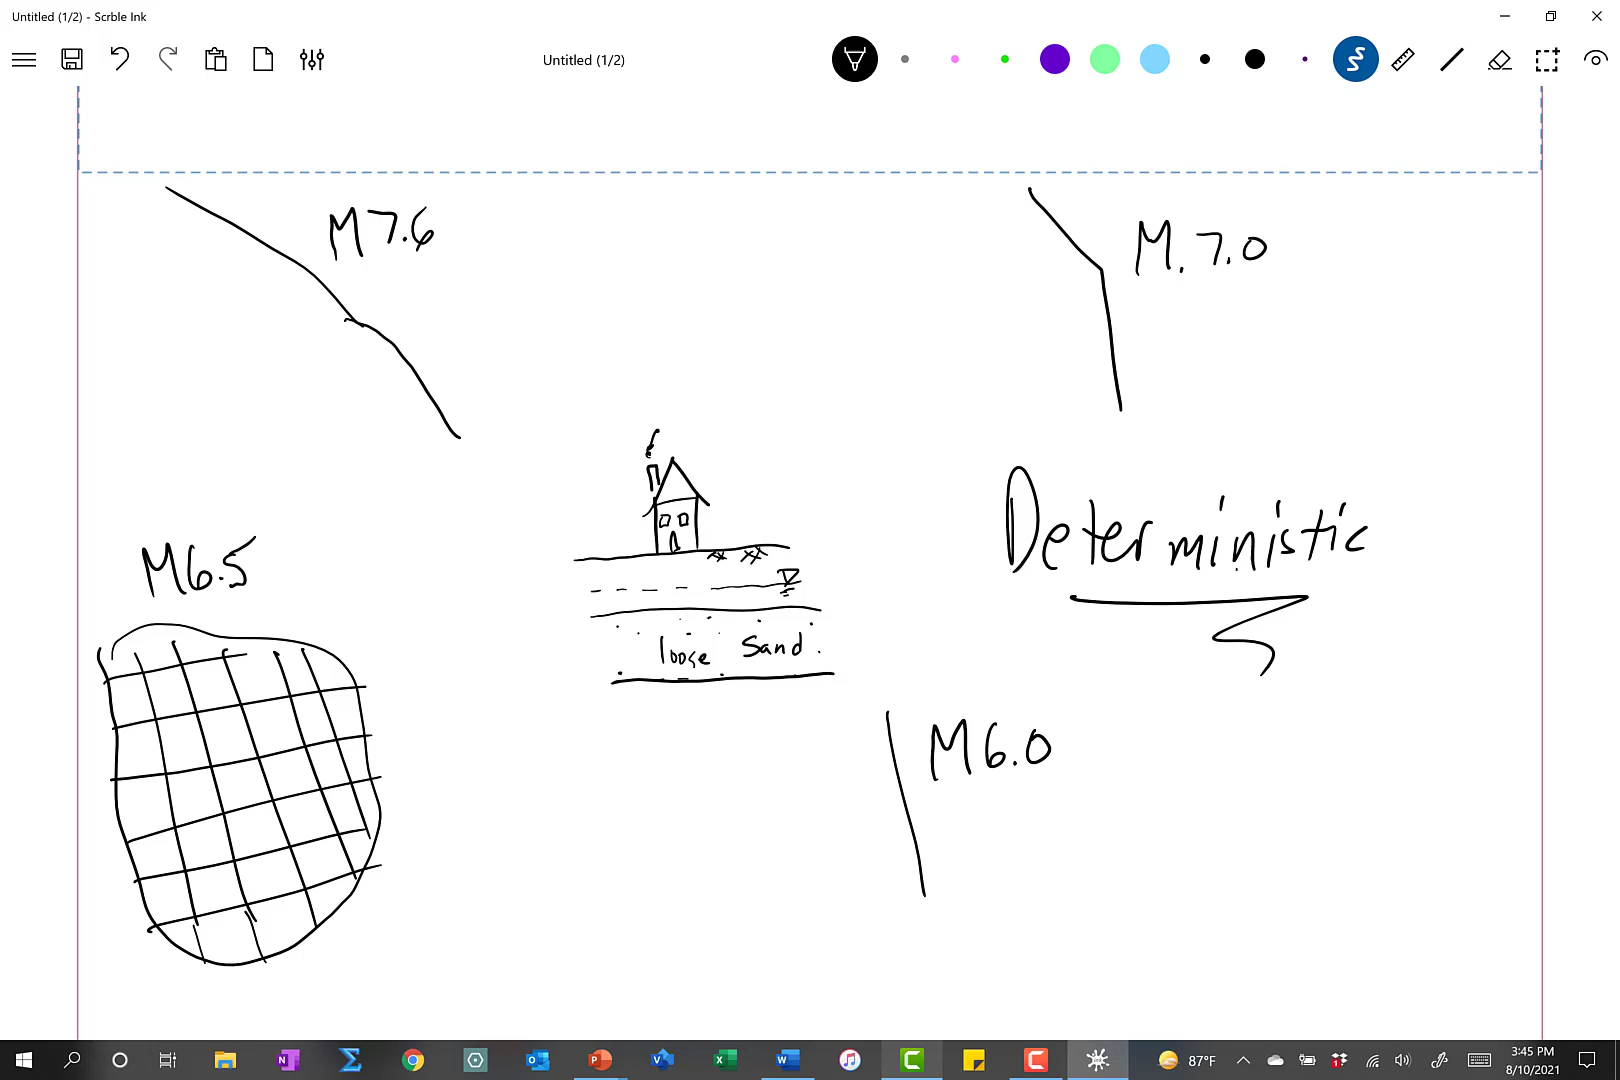 Untitled (1/2) - Scrble Ink
Untitled (1/2)
M7.6
M.7.0
Deterministic
M6.5
loose Sand.
M6.0
87°F
3:45 PM
8/10/2021